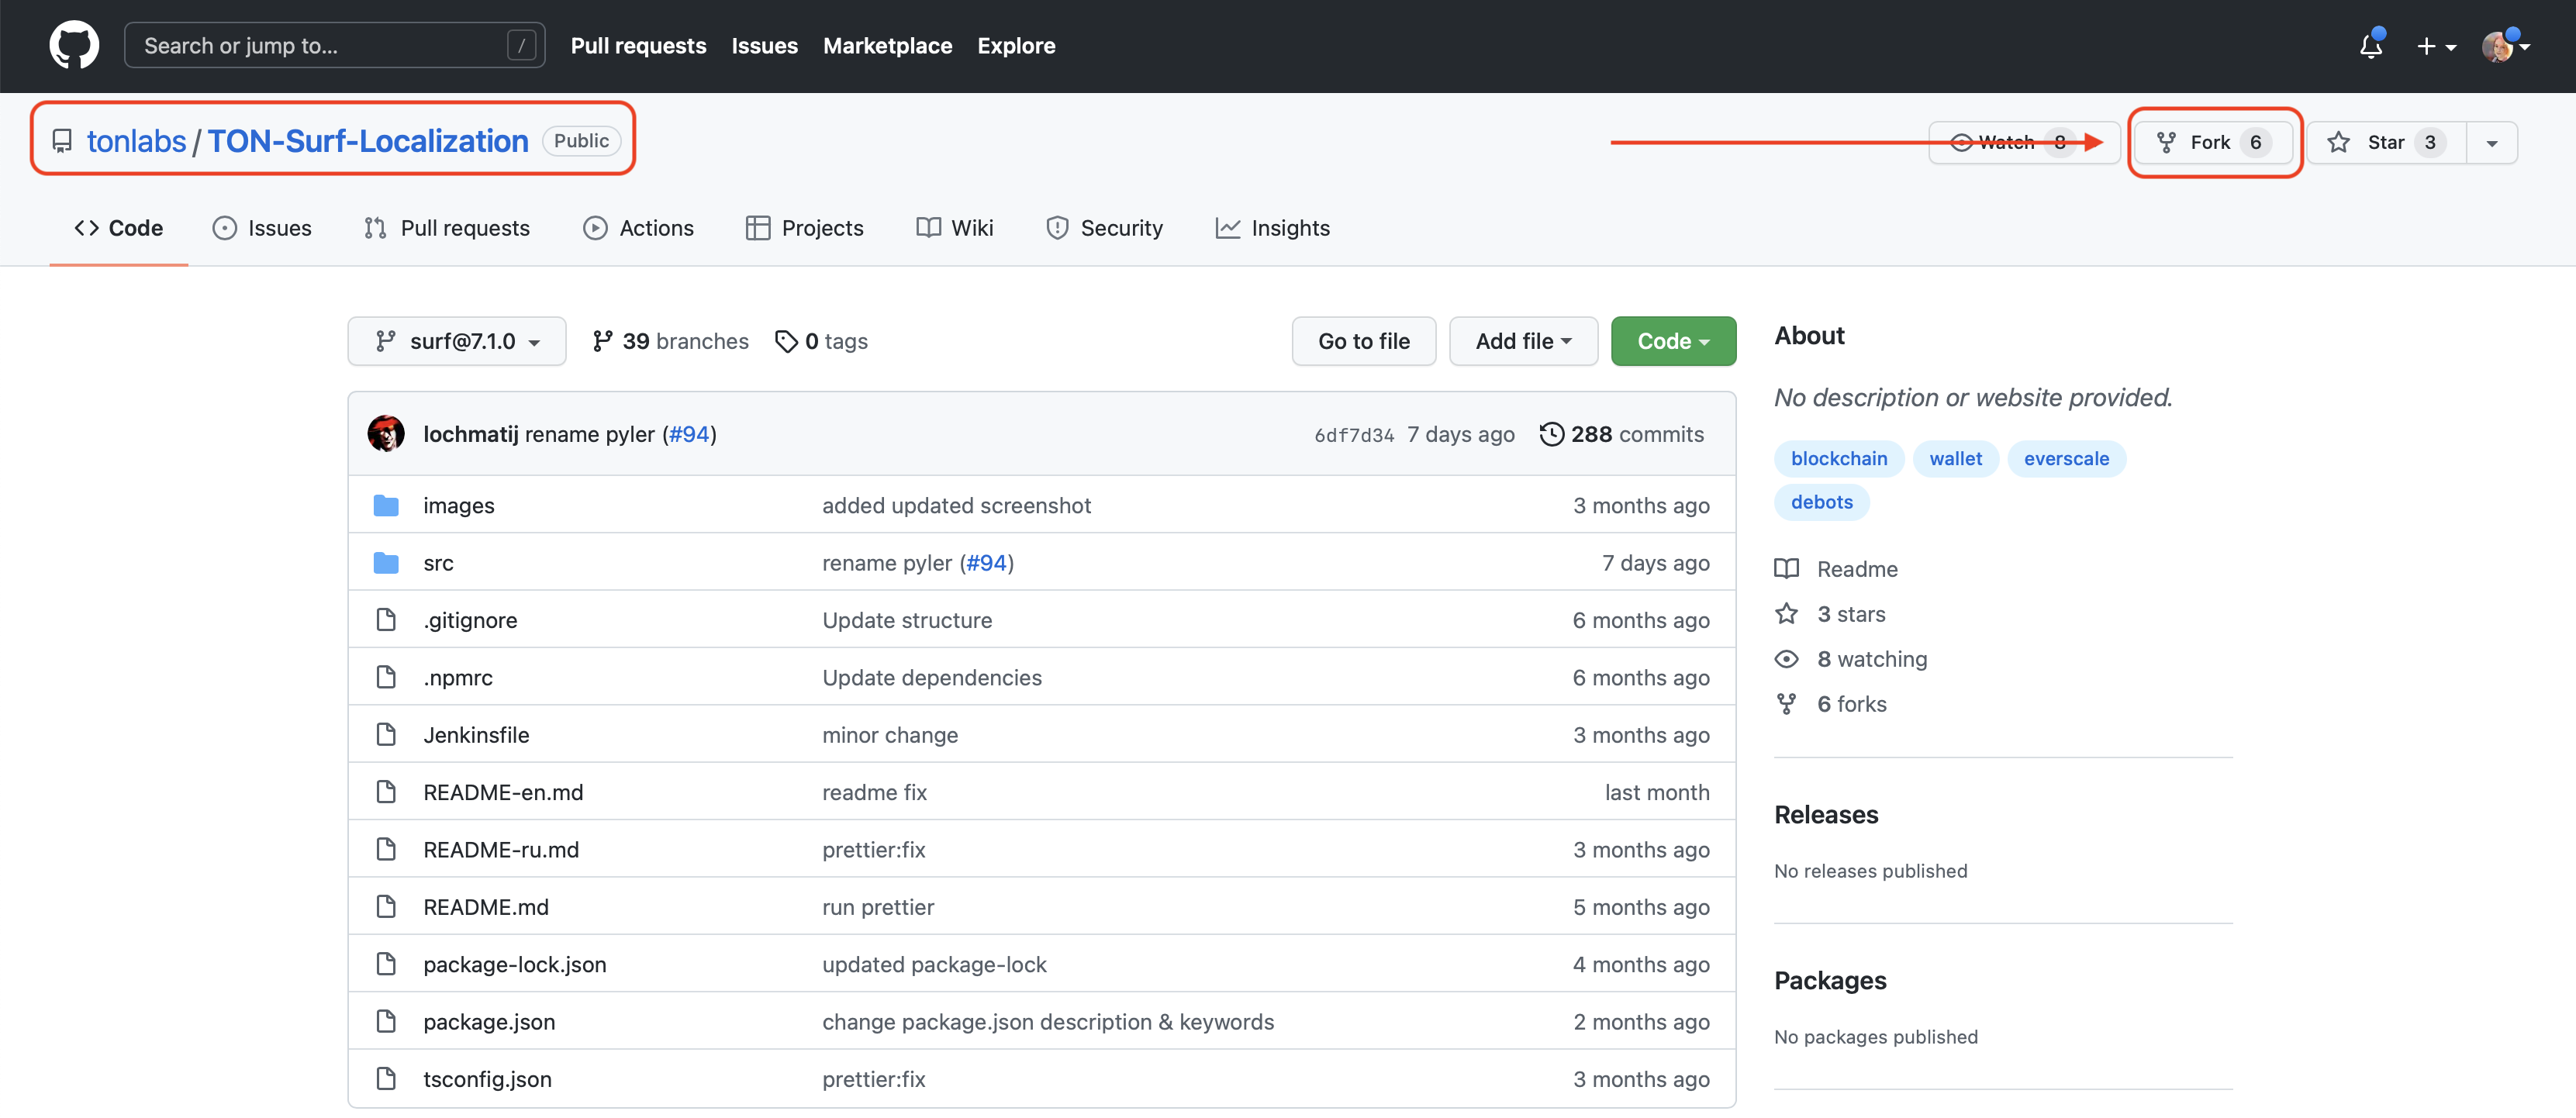 Search or jump to... / Pull requests Issues Marketplace Explore
tonlabs / TON-Surf-Localization Public Watch 8 Fork 6 Star 3
Code Issues Pull requests Actions Projects Wiki Security Insights
surf@7.1.0 39 branches 0 tags Go to file Add file Code
lochmatij rename pyler (#94) 6df7d34 7 days ago 288 commits
images added updated screenshot 3 months ago
src rename pyler (#94) 7 days ago
.gitignore Update structure 6 months ago
.npmrc Update dependencies 6 months ago
Jenkinsfile minor change 3 months ago
README-en.md readme fix last month
README-ru.md prettier:fix 3 months ago
README.md run prettier 5 months ago
package-lock.json updated package-lock 4 months ago
package.json change package.json description & keywords 2 months ago
tsconfig.json prettier:fix 3 months ago
About
No description or website provided.
blockchain wallet everscale
debots
Readme
3 stars
8 watching
6 forks
Releases
No releases published
Packages
No packages published